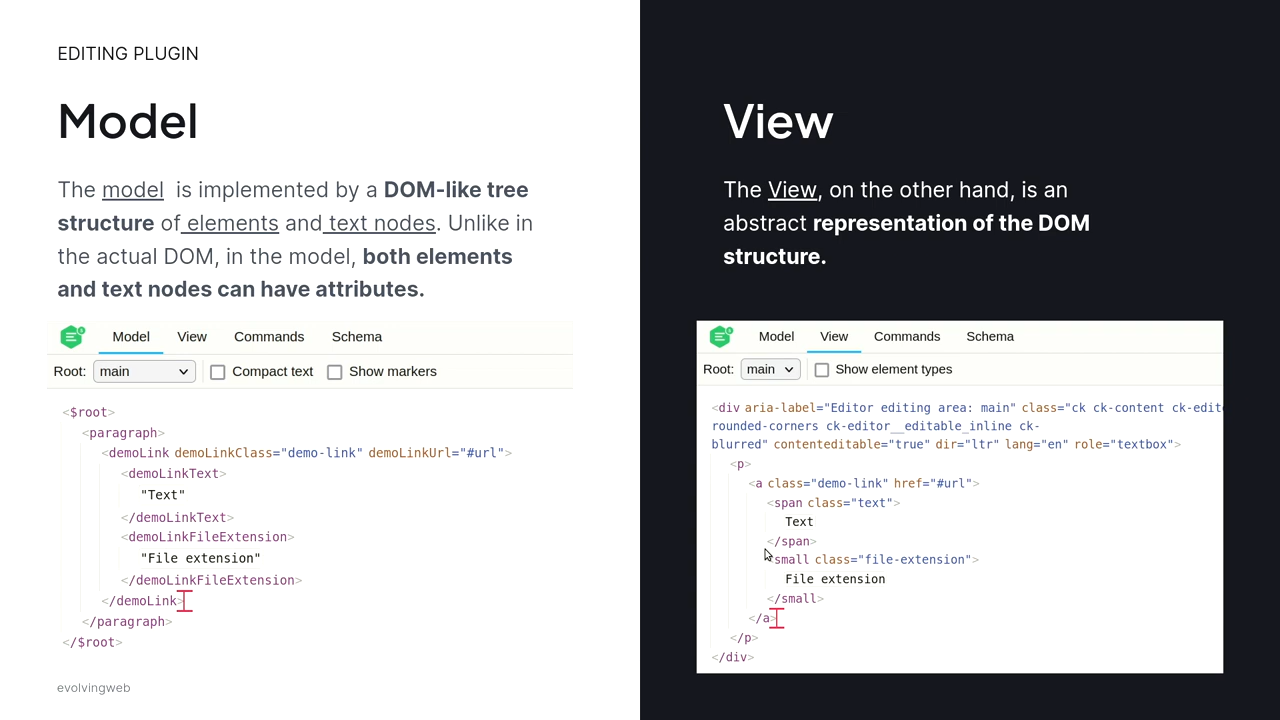 EDITING PLUGIN
Model
The model is implemented by a DOM-like tree
structure of elements and text nodes. Unlike in
the actual DOM, in the model, both elements
and text nodes can have attributes.
Model View Commands Schema
Root: main Compact text Show markers
<$root>
<paragraph>
<demoLink demoLinkClass="demo-link" demoLinkUrl="#url">
<demoLinkText>
"Text"
</demoLinkText>
<demoLinkFileExtension>
"File extension"
</demoLinkFileExtension>
</demoLink>
</paragraph>
</$root>
evolvingweb
View
The View, on the other hand, is an
abstract representation of the DOM
structure.
Model View Commands Schema
Root: main Show element types
<div aria-label="Editor editing area: main" class="ck ck-content ck-edit
rounded-corners ck-editor__editable_inline ck-
blurred" contenteditable="true" dir="ltr" lang="en" role="textbox">
<p>
<a class="demo-link" href="#url">
<span class="text">
Text
</span>
<small class="file-extension">
File extension
</small>
</a>
</p>
</div>